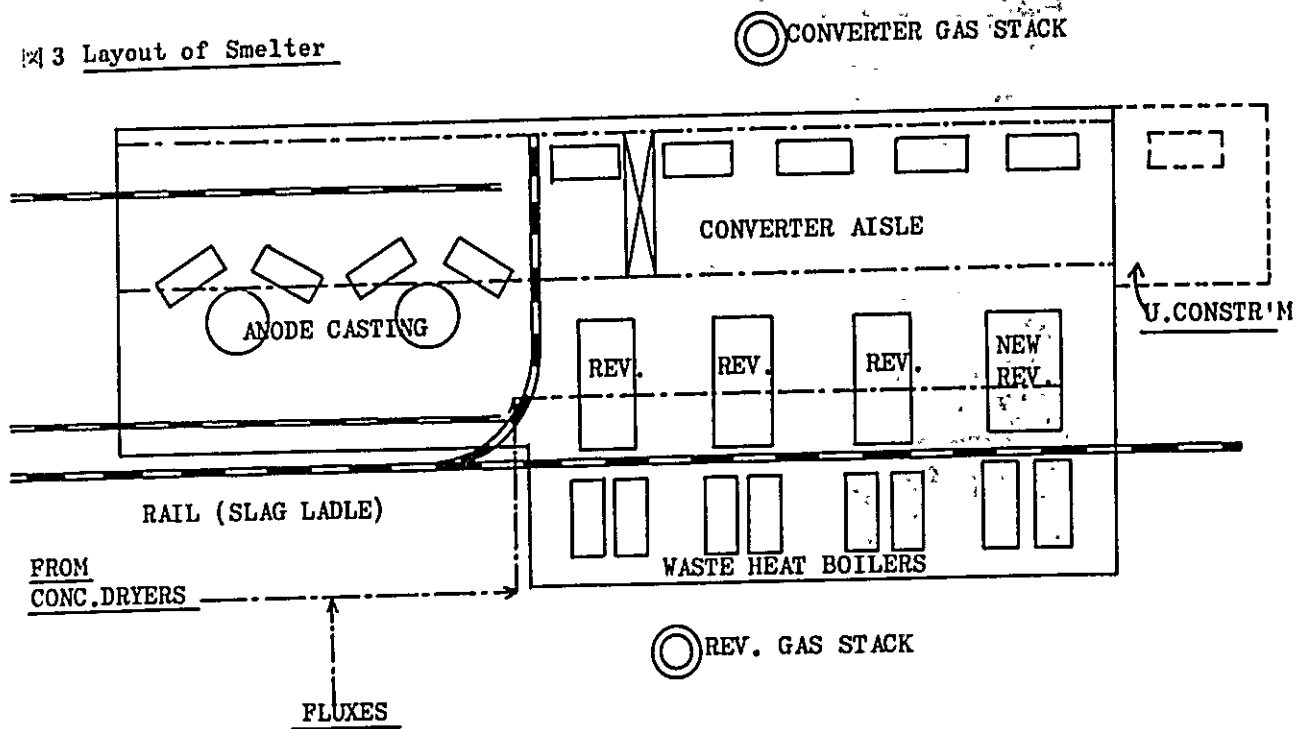 図 3 Layout of Smelter
CONVERTER GAS STACK
CONVERTER AISLE
U.CONSTR'M
ANODE CASTING
REV.
REV.
REV.
NEW
REV.
RAIL (SLAG LADLE)
WASTE HEAT BOILERS
FROM
CONC.DRYERS
REV. GAS STACK
FLUXES